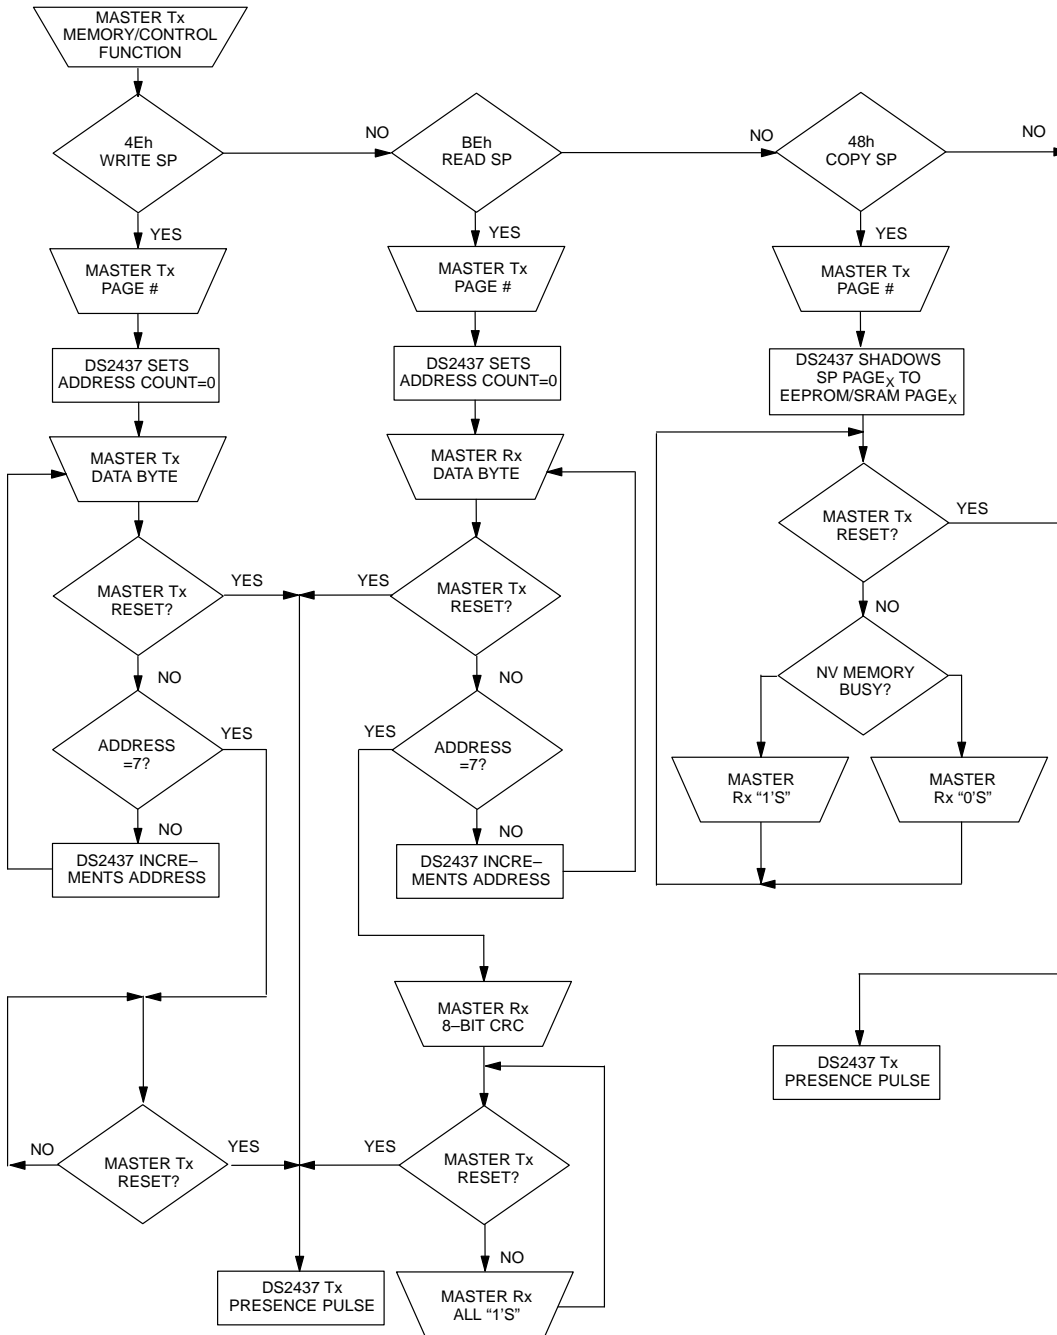 MASTER Tx
MEMORY/CONTROL
FUNCTION
4Eh
WRITE SP
NO
BEh
READ SP
NO
48h
COPY SP
NO
YES
YES
YES
MASTER Tx
PAGE #
MASTER Tx
PAGE #
MASTER Tx
PAGE #
DS2437 SETS
ADDRESS COUNT=0
DS2437 SETS
ADDRESS COUNT=0
DS2437 SHADOWS
SP PAGEX TO
EEPROM/SRAM PAGEX
MASTER Tx
DATA BYTE
MASTER Rx
DATA BYTE
MASTER Tx
RESET?
YES
MASTER Tx
RESET?
YES
YES
MASTER Tx
RESET?
NO
NO
NO
NV MEMORY
BUSY?
ADDRESS
=7?
YES
YES
ADDRESS
=7?
MASTER
Rx “1’S”
MASTER
Rx “0’S”
NO
NO
DS2437 INCRE–
MENTS ADDRESS
DS2437 INCRE–
MENTS ADDRESS
MASTER Rx
8–BIT CRC
DS2437 Tx
PRESENCE PULSE
NO
MASTER Tx
RESET?
YES
YES
MASTER Tx
RESET?
NO
DS2437 Tx
PRESENCE PULSE
MASTER Rx
ALL “1’S”